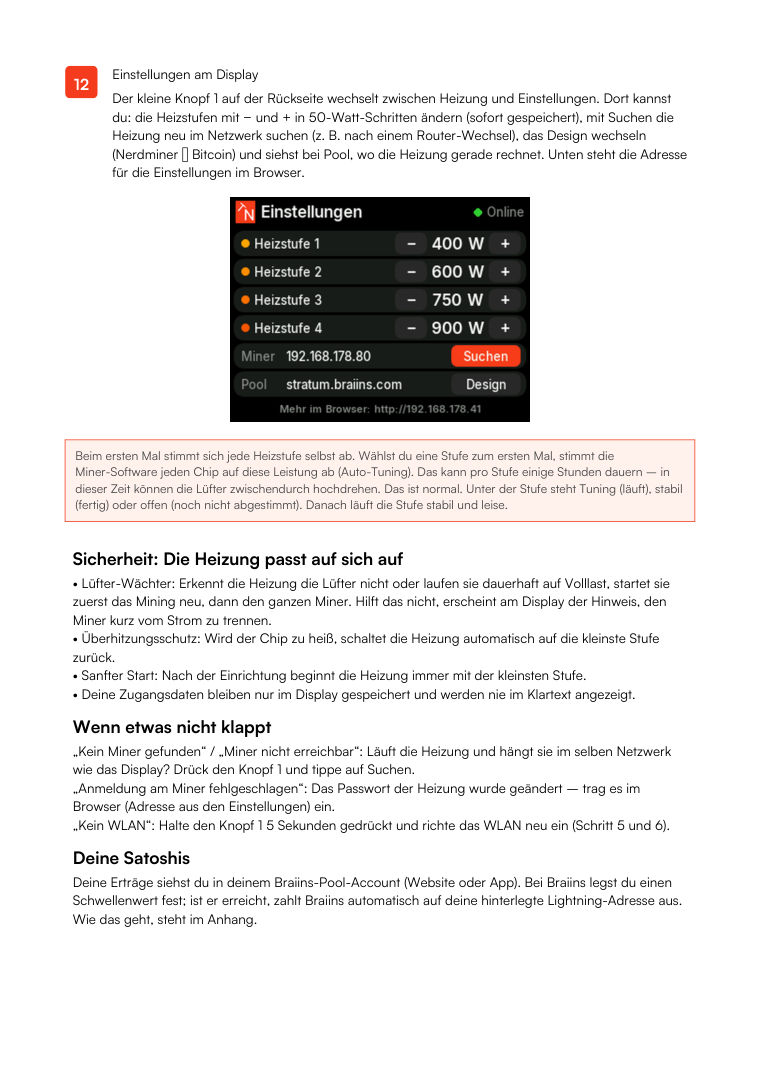 12
Einstellungen am Display
Der kleine Knopf 1 auf der Rückseite wechselt zwischen Heizung und Einstellungen. Dort kannst
du: die Heizstufen mit − und + in 50-Watt-Schritten ändern (sofort gespeichert), mit Suchen die
Heizung neu im Netzwerk suchen (z. B. nach einem Router-Wechsel), das Design wechseln
(Nerdminer ▯ Bitcoin) und siehst bei Pool, wo die Heizung gerade rechnet. Unten steht die Adresse
für die Einstellungen im Browser.
N Einstellungen Online
Heizstufe 1 − 400 W +
Heizstufe 2 − 600 W +
Heizstufe 3 − 750 W +
Heizstufe 4 − 900 W +
Miner 192.168.178.80 Suchen
Pool stratum.braiins.com Design
Mehr im Browser: http://192.168.178.41
Beim ersten Mal stimmt sich jede Heizstufe selbst ab. Wählst du eine Stufe zum ersten Mal, stimmt die
Miner-Software jeden Chip auf diese Leistung ab (Auto-Tuning). Das kann pro Stufe einige Stunden dauern — in
dieser Zeit können die Lüfter zwischendurch hochdrehen. Das ist normal. Unter der Stufe steht Tuning (läuft), stabil
(fertig) oder offen (noch nicht abgestimmt). Danach läuft die Stufe stabil und leise.
Sicherheit: Die Heizung passt auf sich auf
• Lüfter-Wächter: Erkennt die Heizung die Lüfter nicht oder laufen sie dauerhaft auf Volllast, startet sie
zuerst das Mining neu, dann den ganzen Miner. Hilft das nicht, erscheint am Display der Hinweis, den
Miner kurz vom Strom zu trennen.
• Überhitzungsschutz: Wird der Chip zu heiß, schaltet die Heizung automatisch auf die kleinste Stufe
zurück.
• Sanfter Start: Nach der Einrichtung beginnt die Heizung immer mit der kleinsten Stufe.
• Deine Zugangsdaten bleiben nur im Display gespeichert und werden nie im Klartext angezeigt.
Wenn etwas nicht klappt
„Kein Miner gefunden“ / „Miner nicht erreichbar“: Läuft die Heizung und hängt sie im selben Netzwerk
wie das Display? Drück den Knopf 1 und tippe auf Suchen.
„Anmeldung am Miner fehlgeschlagen“: Das Passwort der Heizung wurde geändert — trag es im
Browser (Adresse aus den Einstellungen) ein.
„Kein WLAN“: Halte den Knopf 1 5 Sekunden gedrückt und richte das WLAN neu ein (Schritt 5 und 6).
Deine Satoshis
Deine Erträge siehst du in deinem Braiins-Pool-Account (Website oder App). Bei Braiins legst du einen
Schwellenwert fest; ist er erreicht, zahlt Braiins automatisch auf deine hinterlegte Lightning-Adresse aus.
Wie das geht, steht im Anhang.